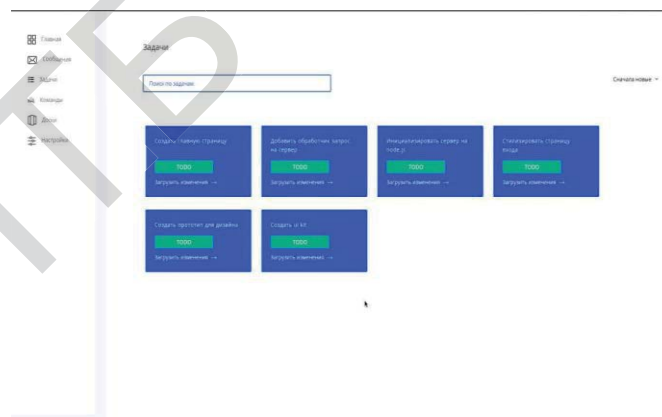 Главная
Сообщения
Задачи
Команды
Доски
Настройка
Задачи
Поиск по задачам
Сначала новые
Создать главную страницу
TODO
Загрузить изменения →
Добавить обработчик запрос
на сервер
TODO
Загрузить изменения →
Инициализировать сервер на
node.js
TODO
Загрузить изменения →
Стилизировать страницу
входа
TODO
Загрузить изменения →
Создать прототип для дизайна
TODO
Загрузить изменения →
Создать ui kit
TODO
Загрузить изменения →